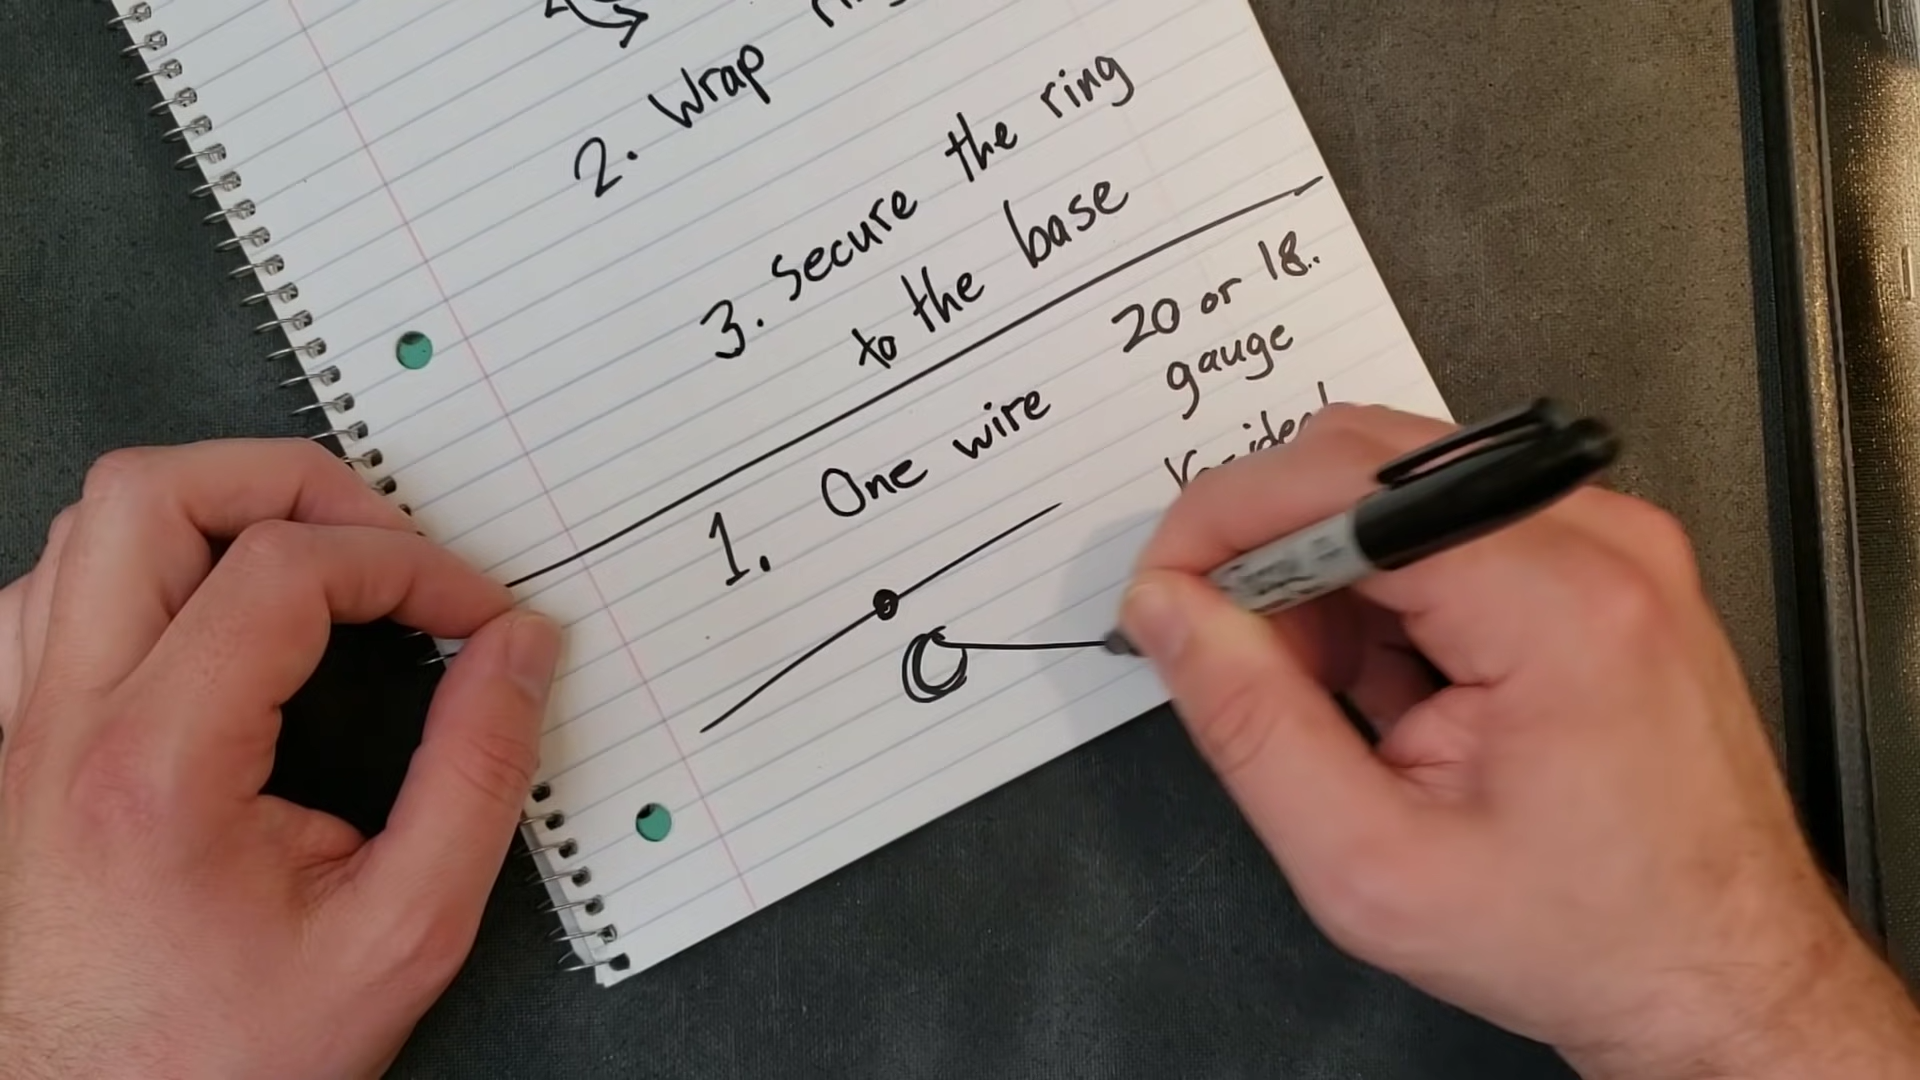 2. Wrap
3. secure the ring
to the base
1. One wire
20 or 18..
gauge